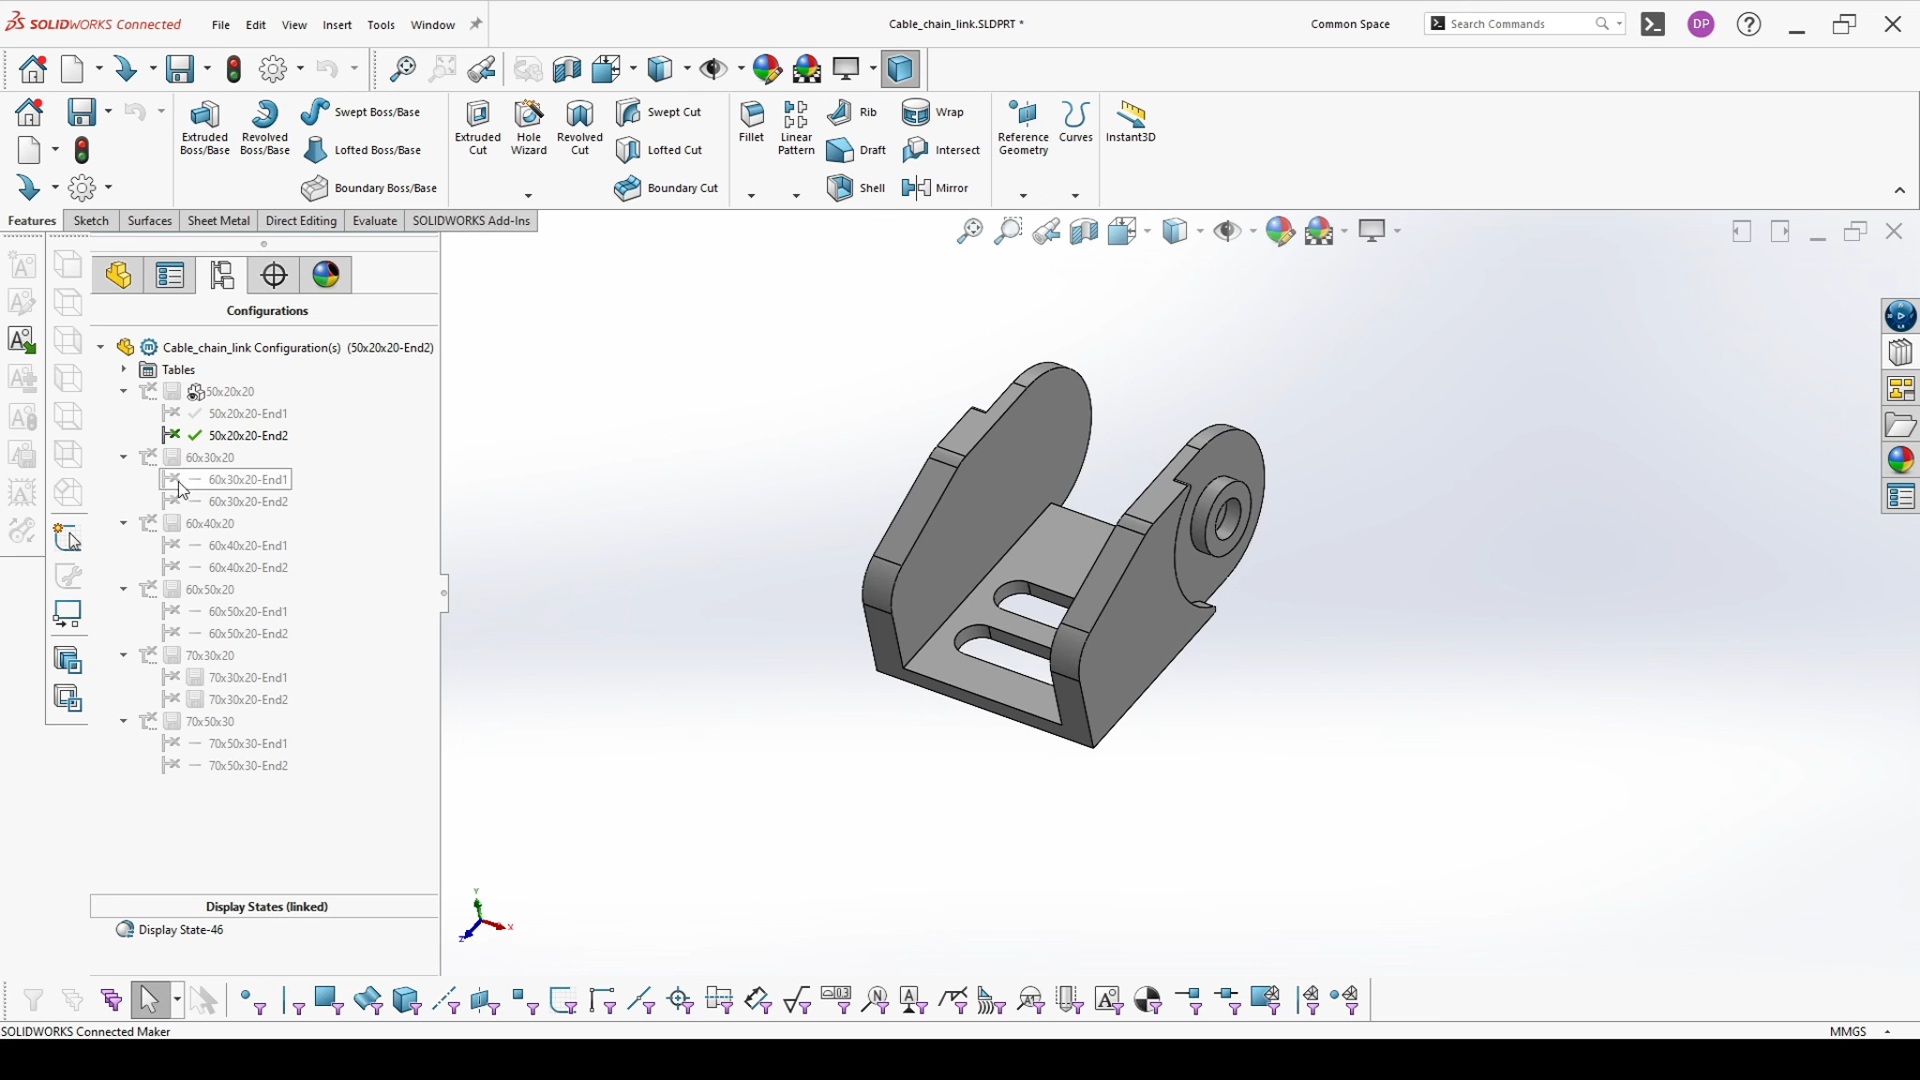 SOLIDWORKS Connected File Edit View Insert Tools Window Cable_chain_link.SLDPRT * Common Space Search Commands DP
Extruded Boss/Base
Revolved Boss/Base
Swept Boss/Base
Lofted Boss/Base
Boundary Boss/Base
Extruded Cut
Hole Wizard
Revolved Cut
Swept Cut
Lofted Cut
Boundary Cut
Fillet
Linear Pattern
Rib
Draft
Shell
Wrap
Intersect
Mirror
Reference Geometry
Curves
Instant3D
Features Sketch Surfaces Sheet Metal Direct Editing Evaluate SOLIDWORKS Add-Ins
Configurations
Cable_chain_link Configuration(s) (50x20x20-End2)
Tables
50x20x20
50x20x20-End1
50x20x20-End2
60x30x20
60x30x20-End1
60x30x20-End2
60x40x20
60x40x20-End1
60x40x20-End2
60x50x20
60x50x20-End1
60x50x20-End2
70x30x20
70x30x20-End1
70x30x20-End2
70x50x30
70x50x30-End1
70x50x30-End2
Display States (linked)
Display State-46
Y
X
Z
SOLIDWORKS Connected Maker MMGS